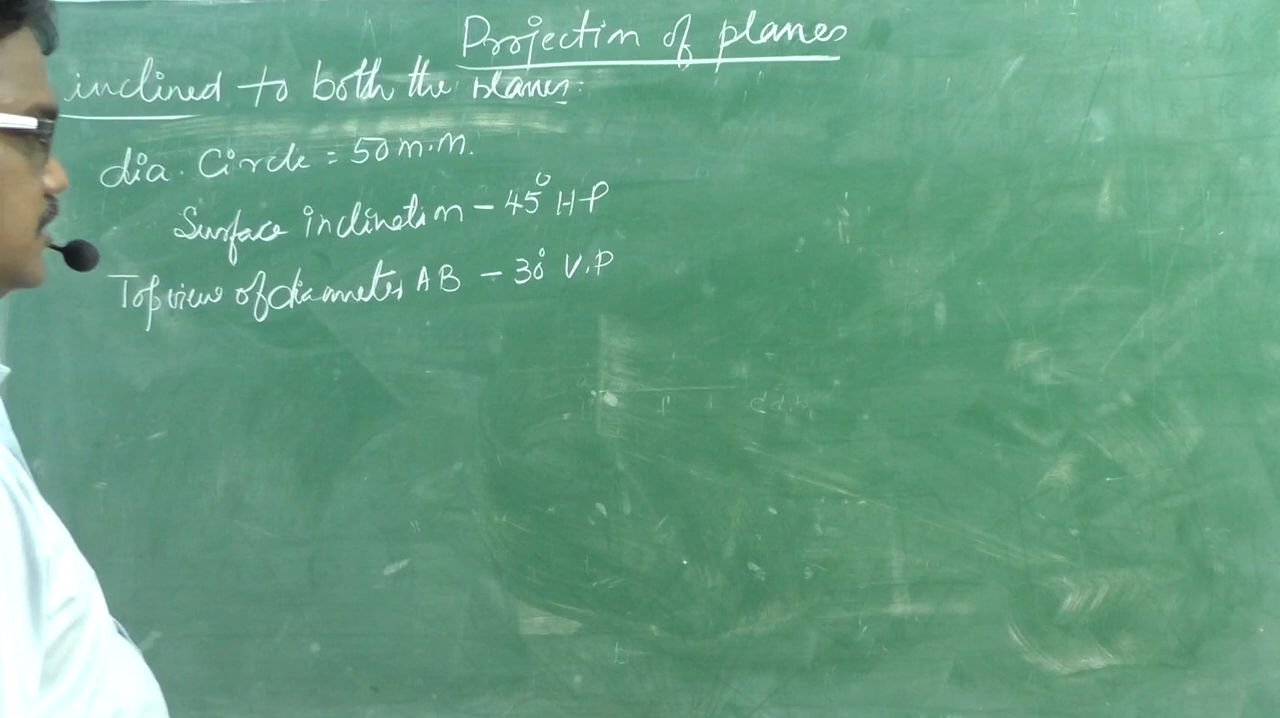 Projection of planes
inclined to both the planes.
dia. Circle = 50 m.m.
Surface inclination - 45° HP
Top view of diameter AB - 30° V.P